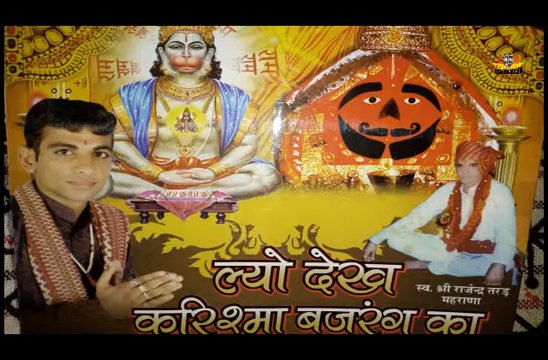 राम
ल्यो देख
करिश्मा बजरंग का
स्व. श्री राजेन्द्र तरड़
महराणा